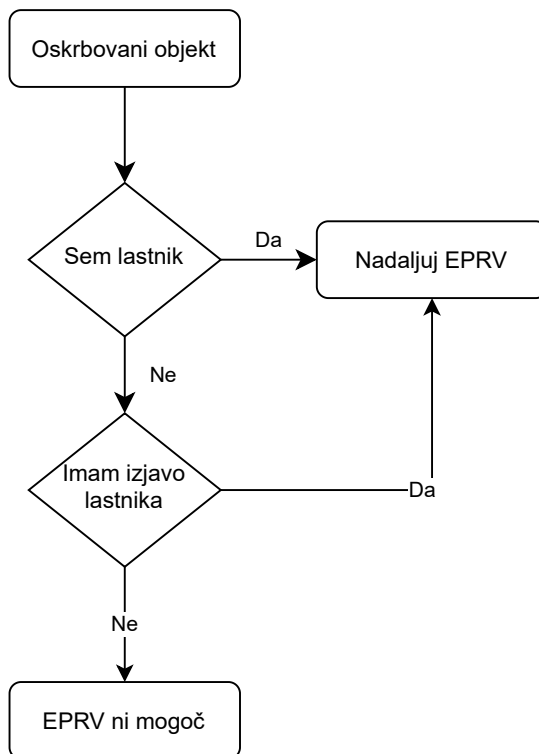 Oskrbovani objekt
Sem lastnik
Da
Nadaljuj EPRV
Ne
Imam izjavo
lastnika
Da
Ne
EPRV ni mogoč